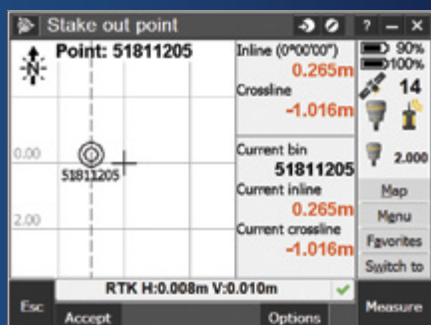 Stake out point
?
Point: 51811205
N
0.00
51811205
2.00
Inline (0°00'00")
0.265m
Crossline
-1.016m
Current bin
51811205
Current inline
0.265m
Current crossline
-1.016m
90%
100%
14
2.000
Map
Menu
Favorites
Switch to
RTK H:0.008m V:0.010m
Esc
Accept
Options
Measure